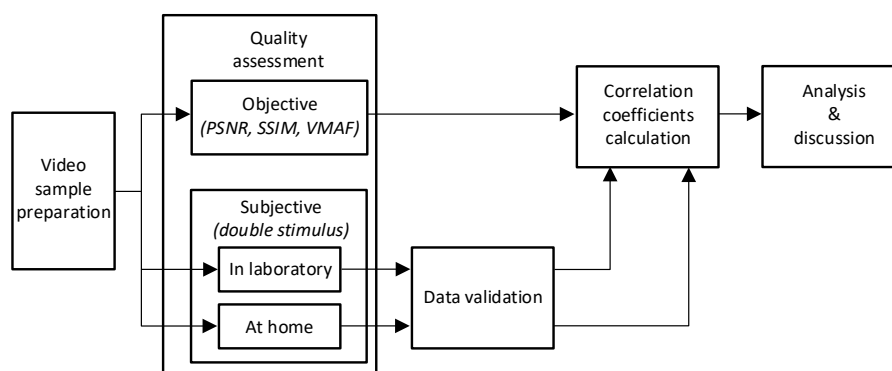 Video
sample
preparation
Quality
assessment
Objective
(PSNR, SSIM, VMAF)
Subjective
(double stimulus)
In laboratory
At home
Data validation
Correlation
coefficients
calculation
Analysis
&
discussion